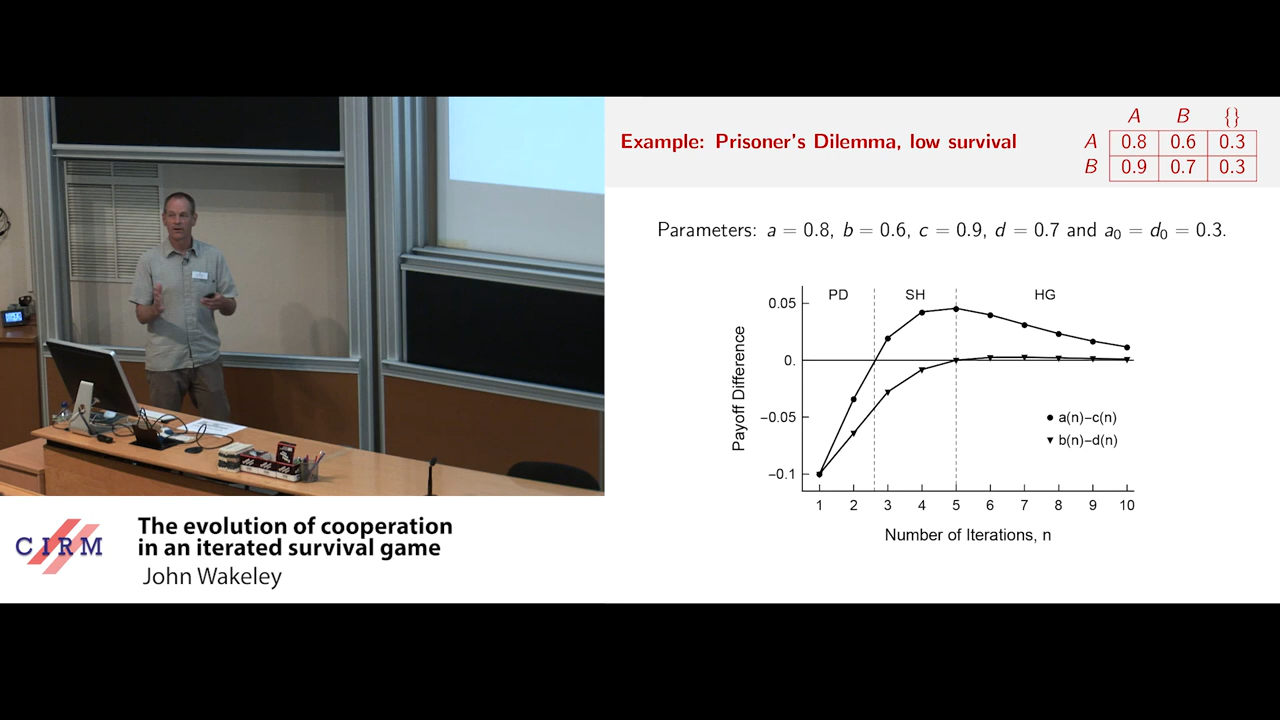 Example: Prisoner's Dilemma, low survival
A B {}
A 0.8 0.6 0.3
B 0.9 0.7 0.3
Parameters: a = 0.8, b = 0.6, c = 0.9, d = 0.7 and a₀ = d₀ = 0.3.
PD SH HG
Payoff Difference
0.05
0.
−0.05
−0.1
a(n)−c(n)
b(n)−d(n)
1 2 3 4 5 6 7 8 9 10
Number of Iterations, n
CIRM
The evolution of cooperation
in an iterated survival game
John Wakeley